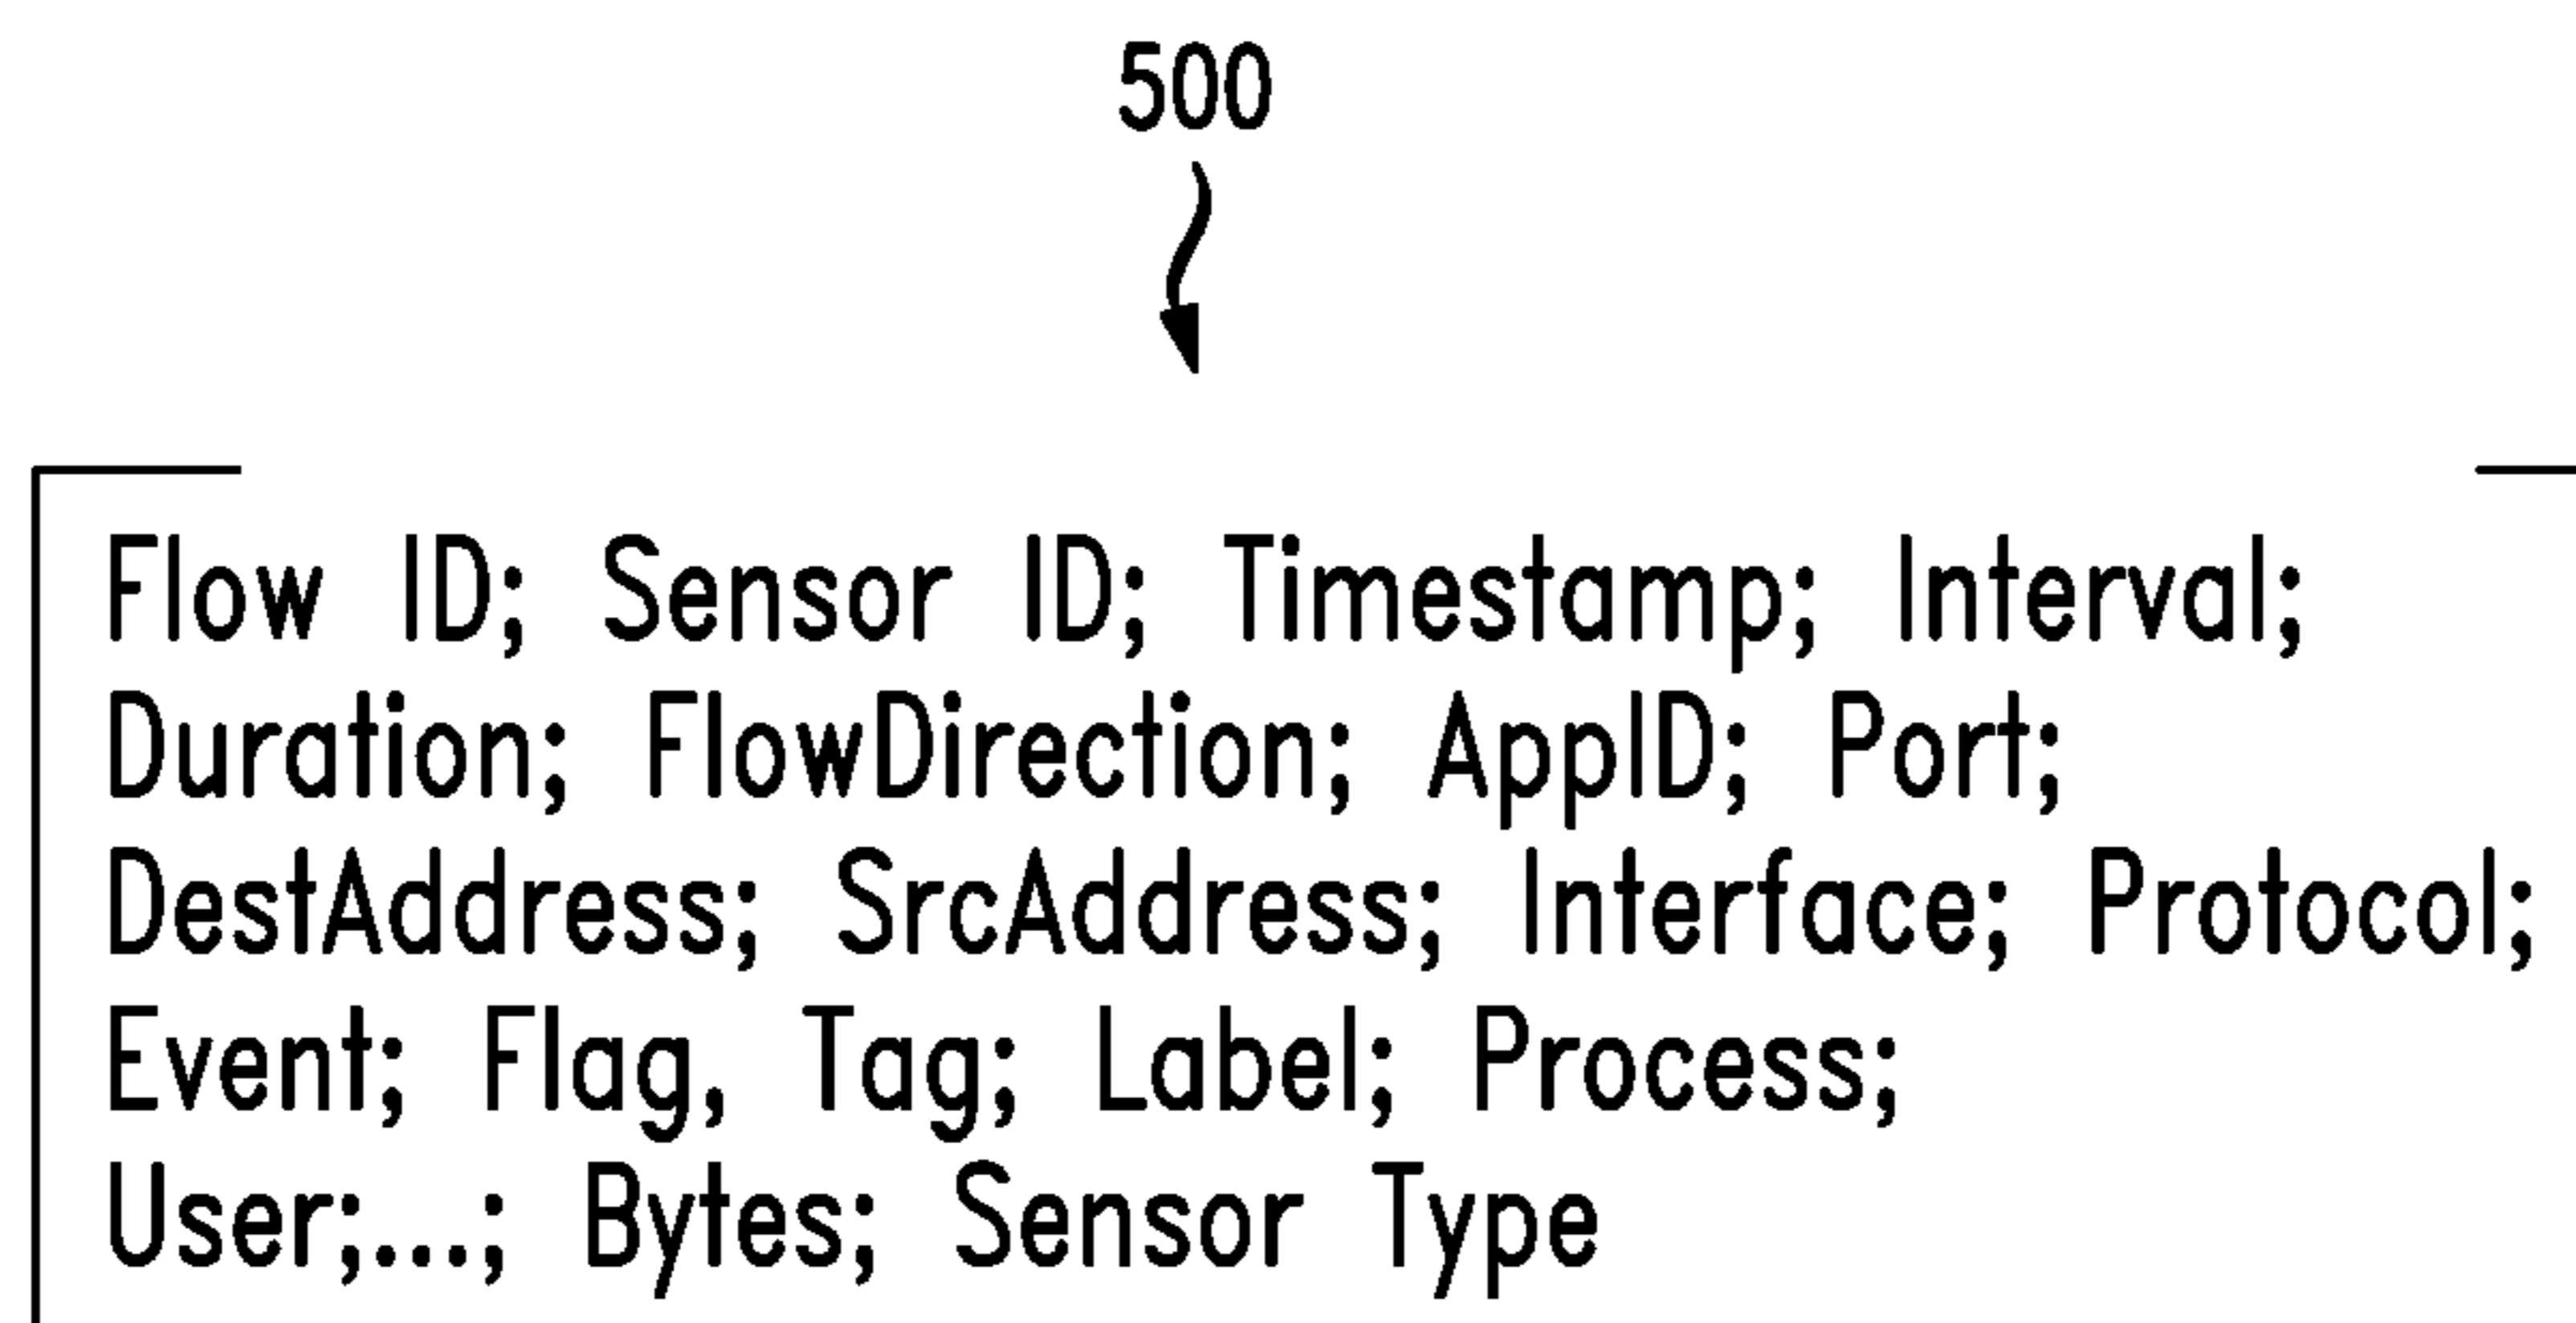 500
Flow ID; Sensor ID; Timestamp; Interval;
Duration; FlowDirection; AppID; Port;
DestAddress; SrcAddress; Interface; Protocol;
Event; Flag, Tag; Label; Process;
User;...; Bytes; Sensor Type